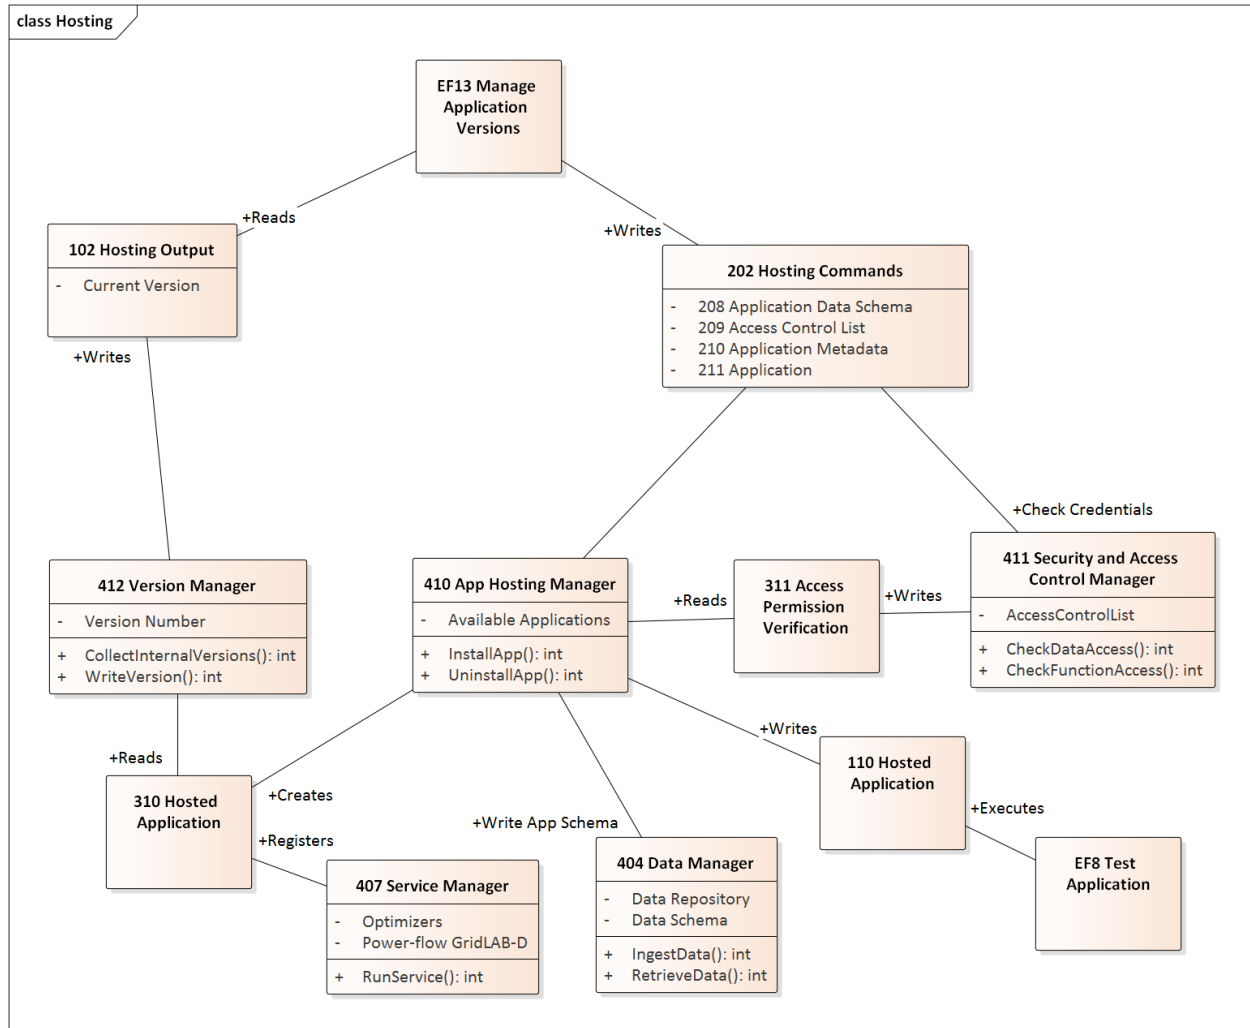 class Hosting
EF13 Manage
Application
Versions
+Reads
+Writes
102 Hosting Output
- Current Version
202 Hosting Commands
- 208 Application Data Schema
- 209 Access Control List
- 210 Application Metadata
- 211 Application
+Writes
+Check Credentials
412 Version Manager
- Version Number
+ CollectInternalVersions(): int
+ WriteVersion(): int
410 App Hosting Manager
- Available Applications
+ InstallApp(): int
+ UninstallApp(): int
+Reads
311 Access
Permission
Verification
+Writes
411 Security and Access
Control Manager
- AccessControlList
+ CheckDataAccess(): int
+ CheckFunctionAccess(): int
+Reads
310 Hosted
Application
+Creates
+Registers
+Writes
110 Hosted
Application
+Executes
+Write App Schema
407 Service Manager
- Optimizers
- Power-flow GridLAB-D
+ RunService(): int
404 Data Manager
- Data Repository
- Data Schema
+ IngestData(): int
+ RetrieveData(): int
EF8 Test
Application